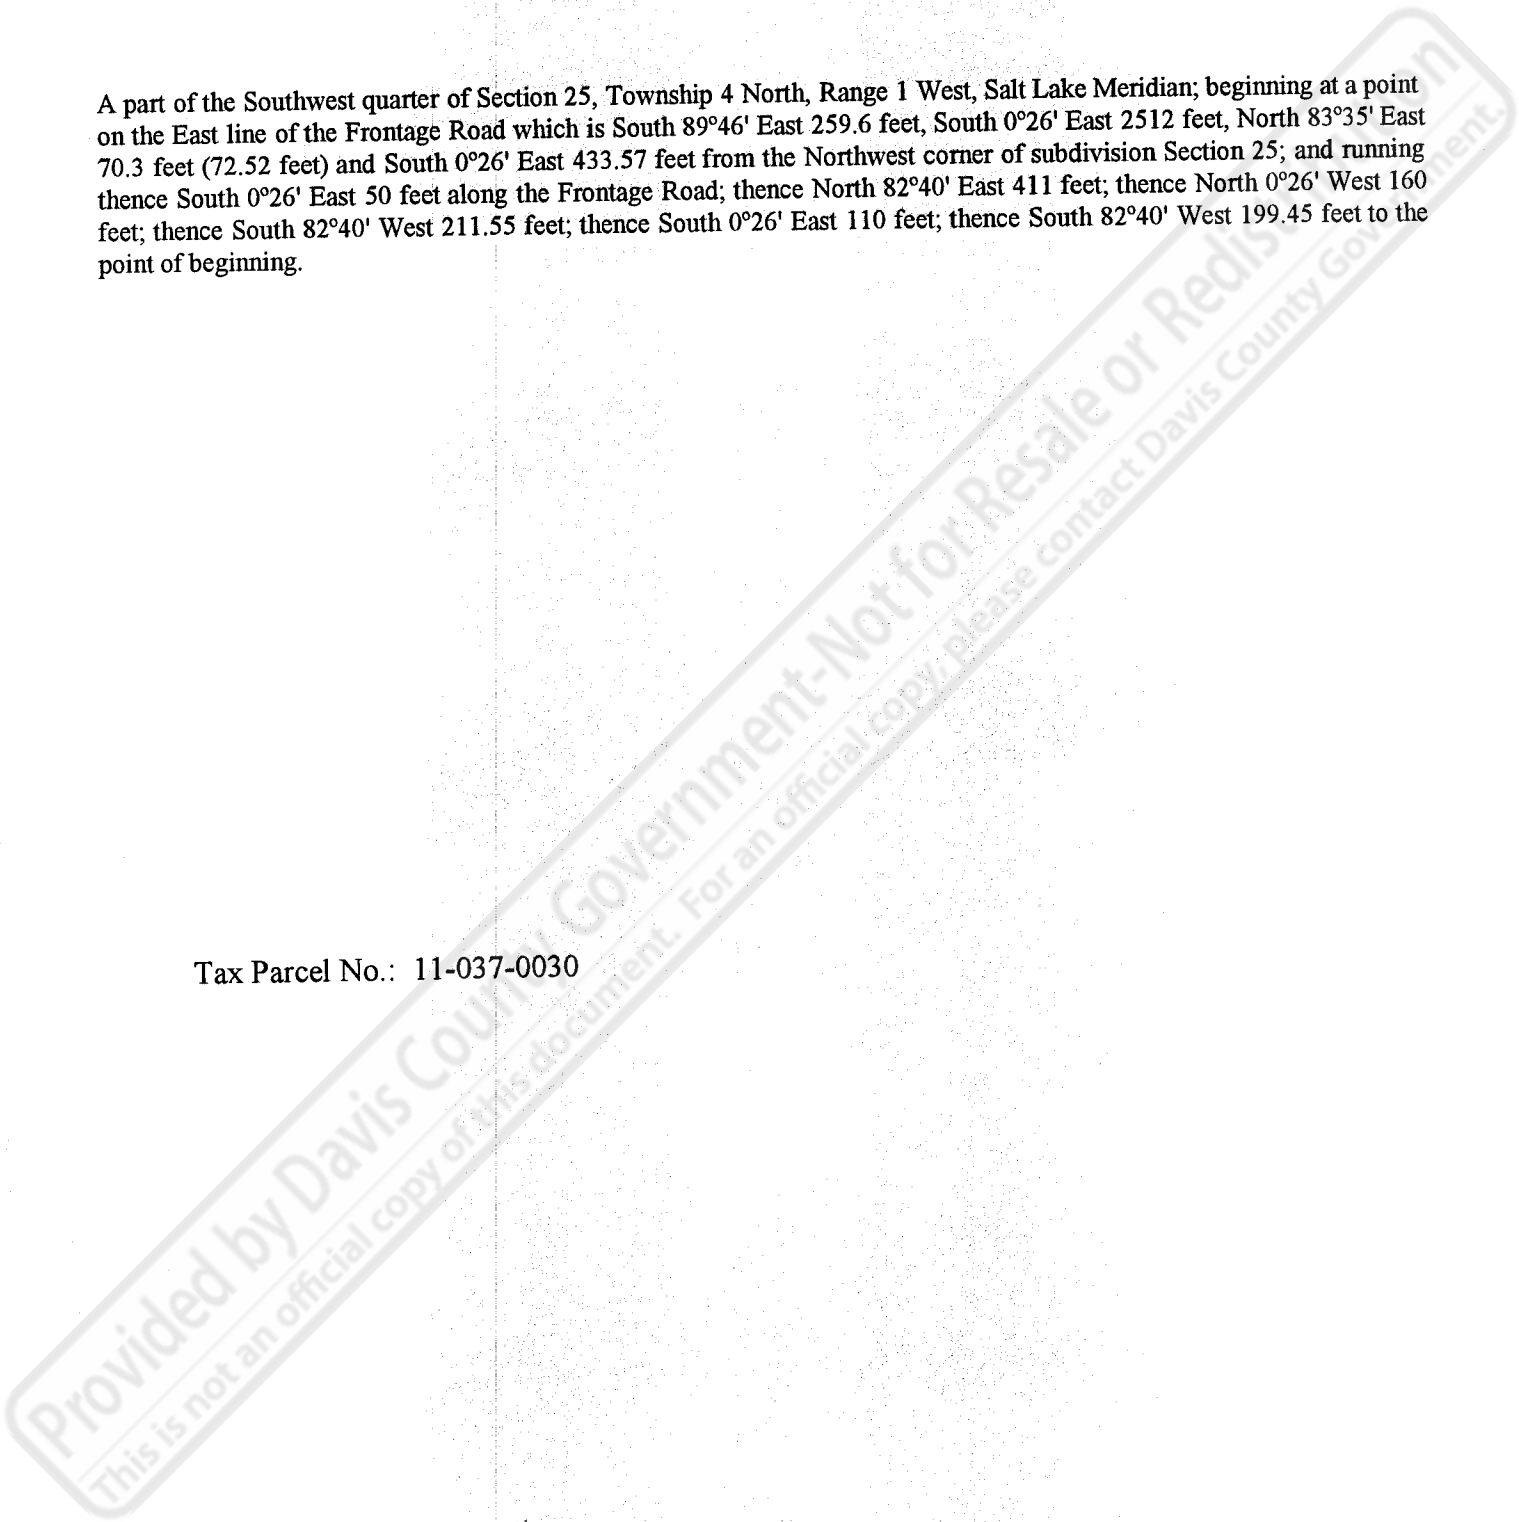 A part of the Southwest quarter of Section 25, Township 4 North, Range 1 West, Salt Lake Meridian; beginning at a point
on the East line of the Frontage Road which is South 89°46' East 259.6 feet, South 0°26' East 2512 feet, North 83°35' East
70.3 feet (72.52 feet) and South 0°26' East 433.57 feet from the Northwest corner of subdivision Section 25; and running
thence South 0°26' East 50 feet along the Frontage Road; thence North 82°40' East 411 feet; thence North 0°26' West 160
feet; thence South 82°40' West 211.55 feet; thence South 0°26' East 110 feet; thence South 82°40' West 199.45 feet to the
point of beginning.
Tax Parcel No.: 11-037-0030
Provided by Davis County Government-Not for Resale or Redistribution
This is not an official copy of this document. For an official copy, please contact Davis County Government.